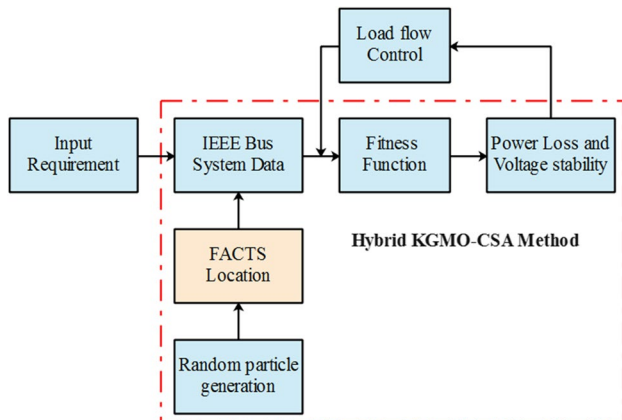 Load flow
Control
Input
Requirement
IEEE Bus
System Data
Fitness
Function
Power Loss and
Voltage stability
Hybrid KGMO-CSA Method
FACTS
Location
Random particle
generation